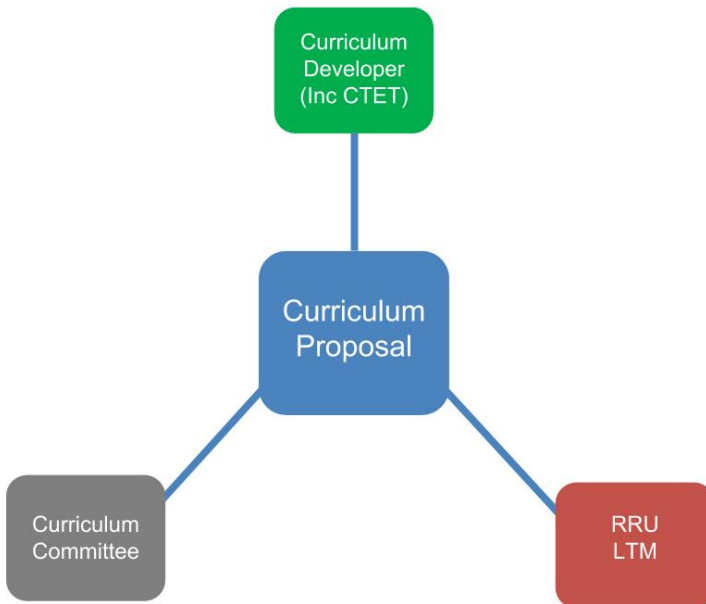 Curriculum
Developer
(Inc CTET)
Curriculum
Proposal
Curriculum
Committee
RRU
LTM